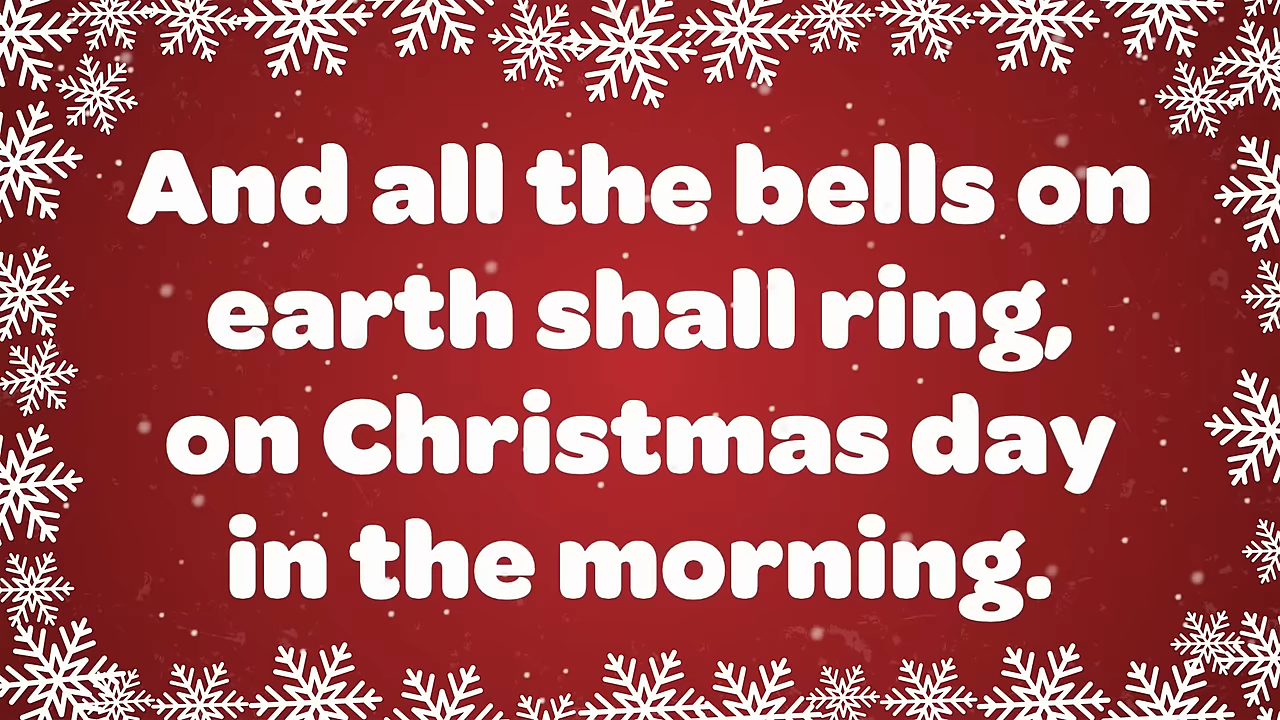 And all the bells on
earth shall ring,
on Christmas day
in the morning.